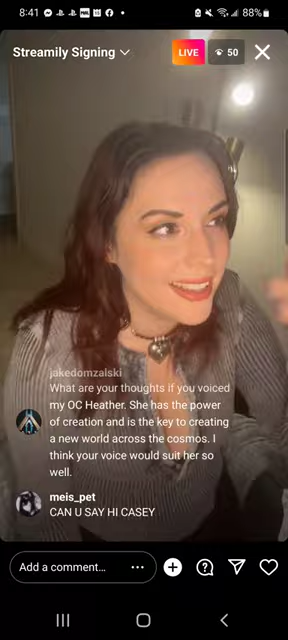 8:41
88%
Streamily Signing
LIVE
50
jakedomzalski
What are your thoughts if you voiced
my OC Heather. She has the power
of creation and is the key to creating
a new world across the cosmos. I
think your voice would suit her so
well.
meis_pet
CAN U SAY HI CASEY
Add a comment...